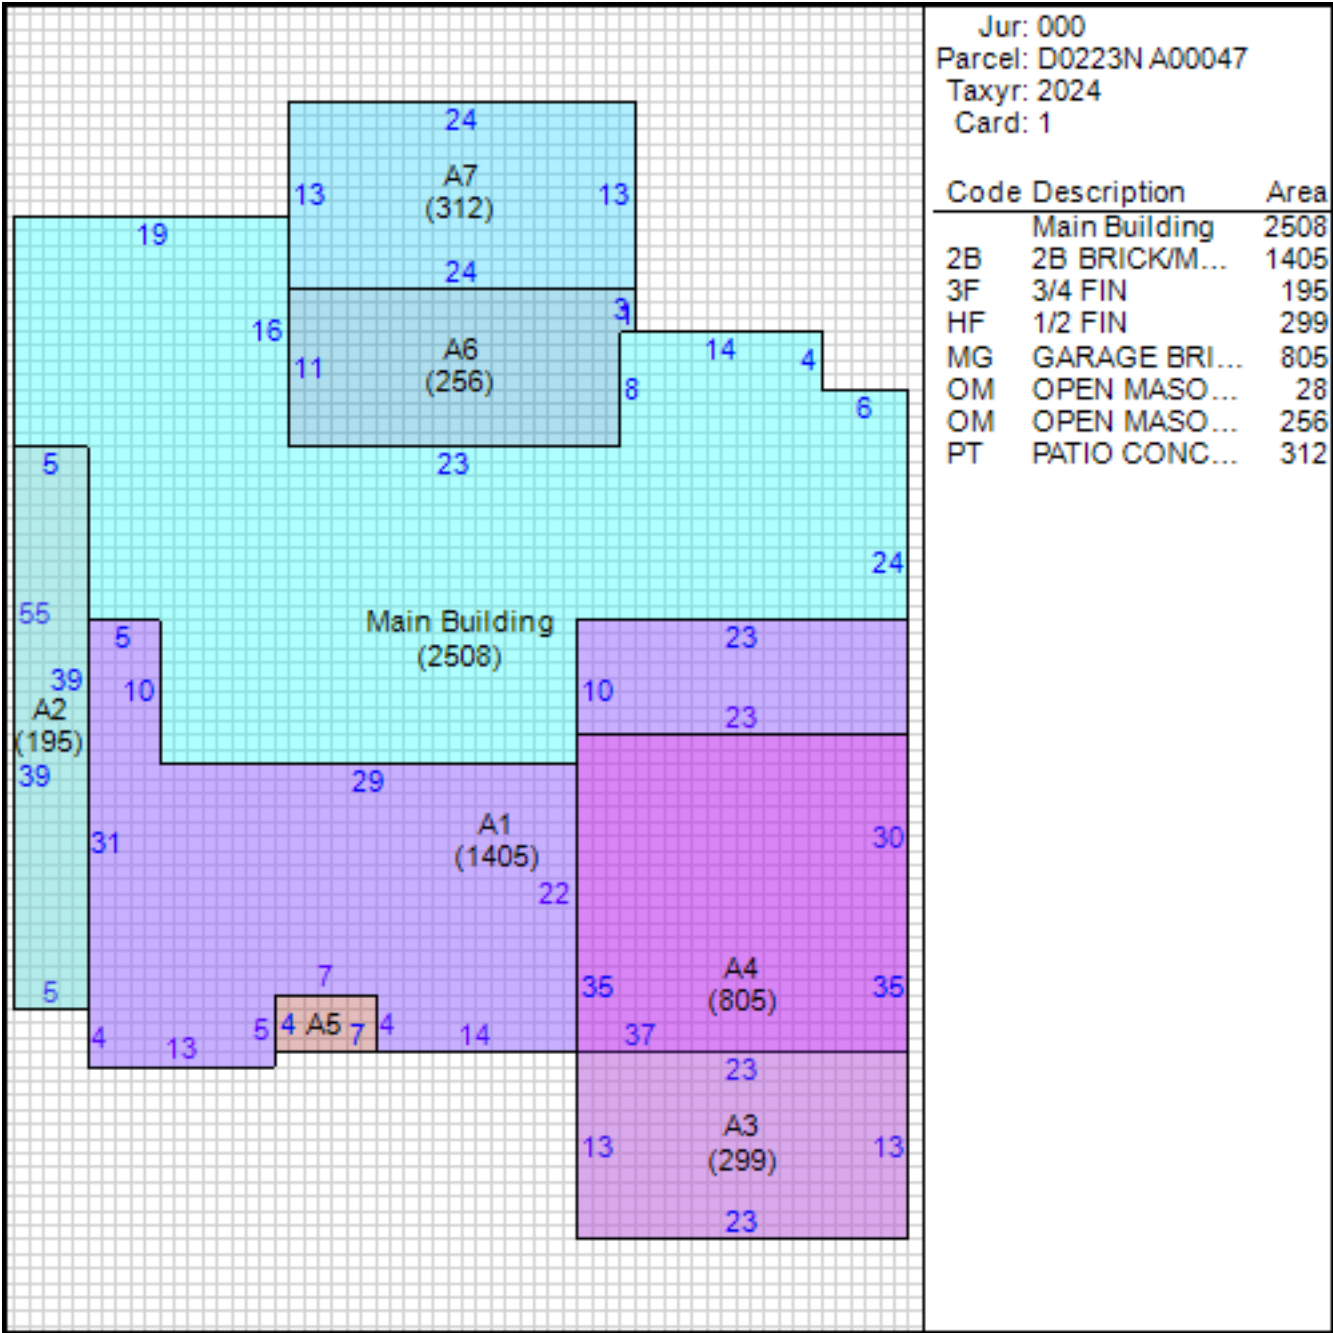 Jur: 000
Parcel: D0223N A00047
Taxyr: 2024
Card: 1
Code Description Area
Main Building 2508
2B 2B BRICK/M... 1405
3F 3/4 FIN 195
HF 1/2 FIN 299
MG GARAGE BRI... 805
OM OPEN MASO... 28
OM OPEN MASO... 256
PT PATIO CONC... 312
24
A7
13 13
(312)
19
24
3
1
16
14
A6
4
11
(256)
8
6
5
23
24
55
Main Building
5
23
(2508)
39
10
10
A2
23
(195)
39
29
A1
30
31
(1405)
22
A4
7
35
35
5
(805)
5
4
A5
7
4
14
37
4
13
23
A3
13
13
(299)
23